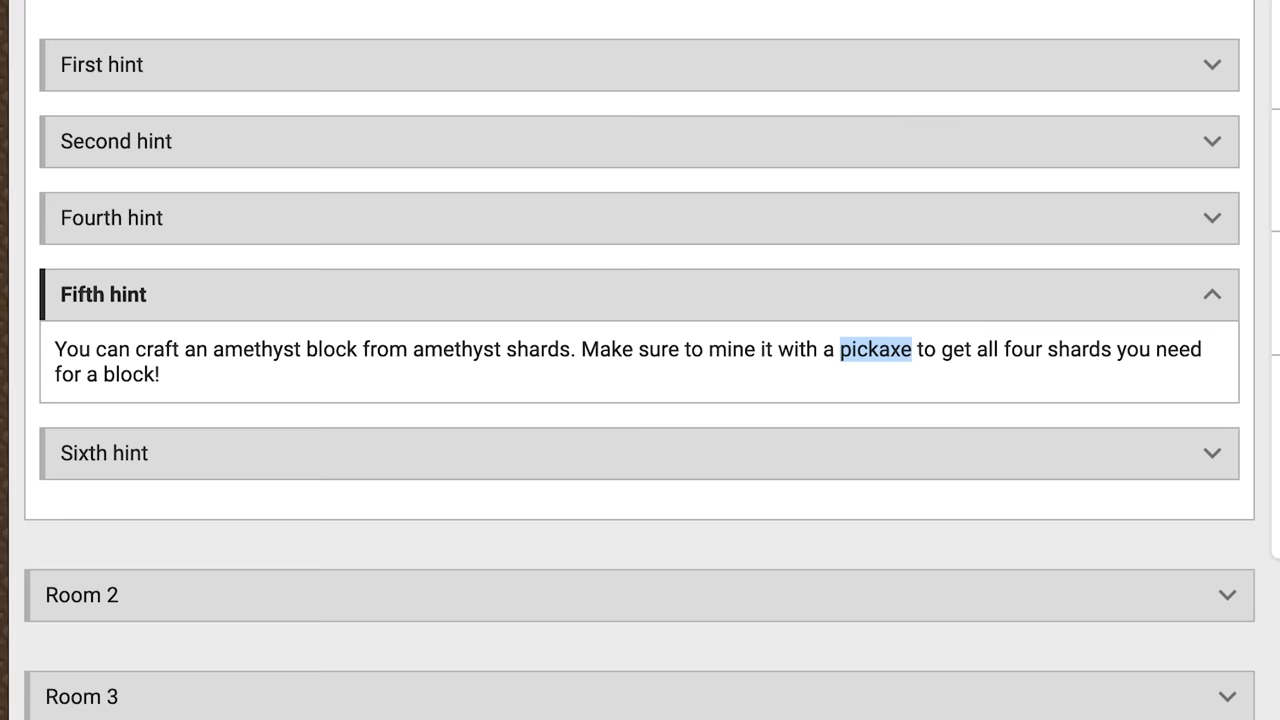 First hint
Second hint
Fourth hint
Fifth hint
You can craft an amethyst block from amethyst shards. Make sure to mine it with a pickaxe to get all four shards you need
for a block!
Sixth hint
Room 2
Room 3